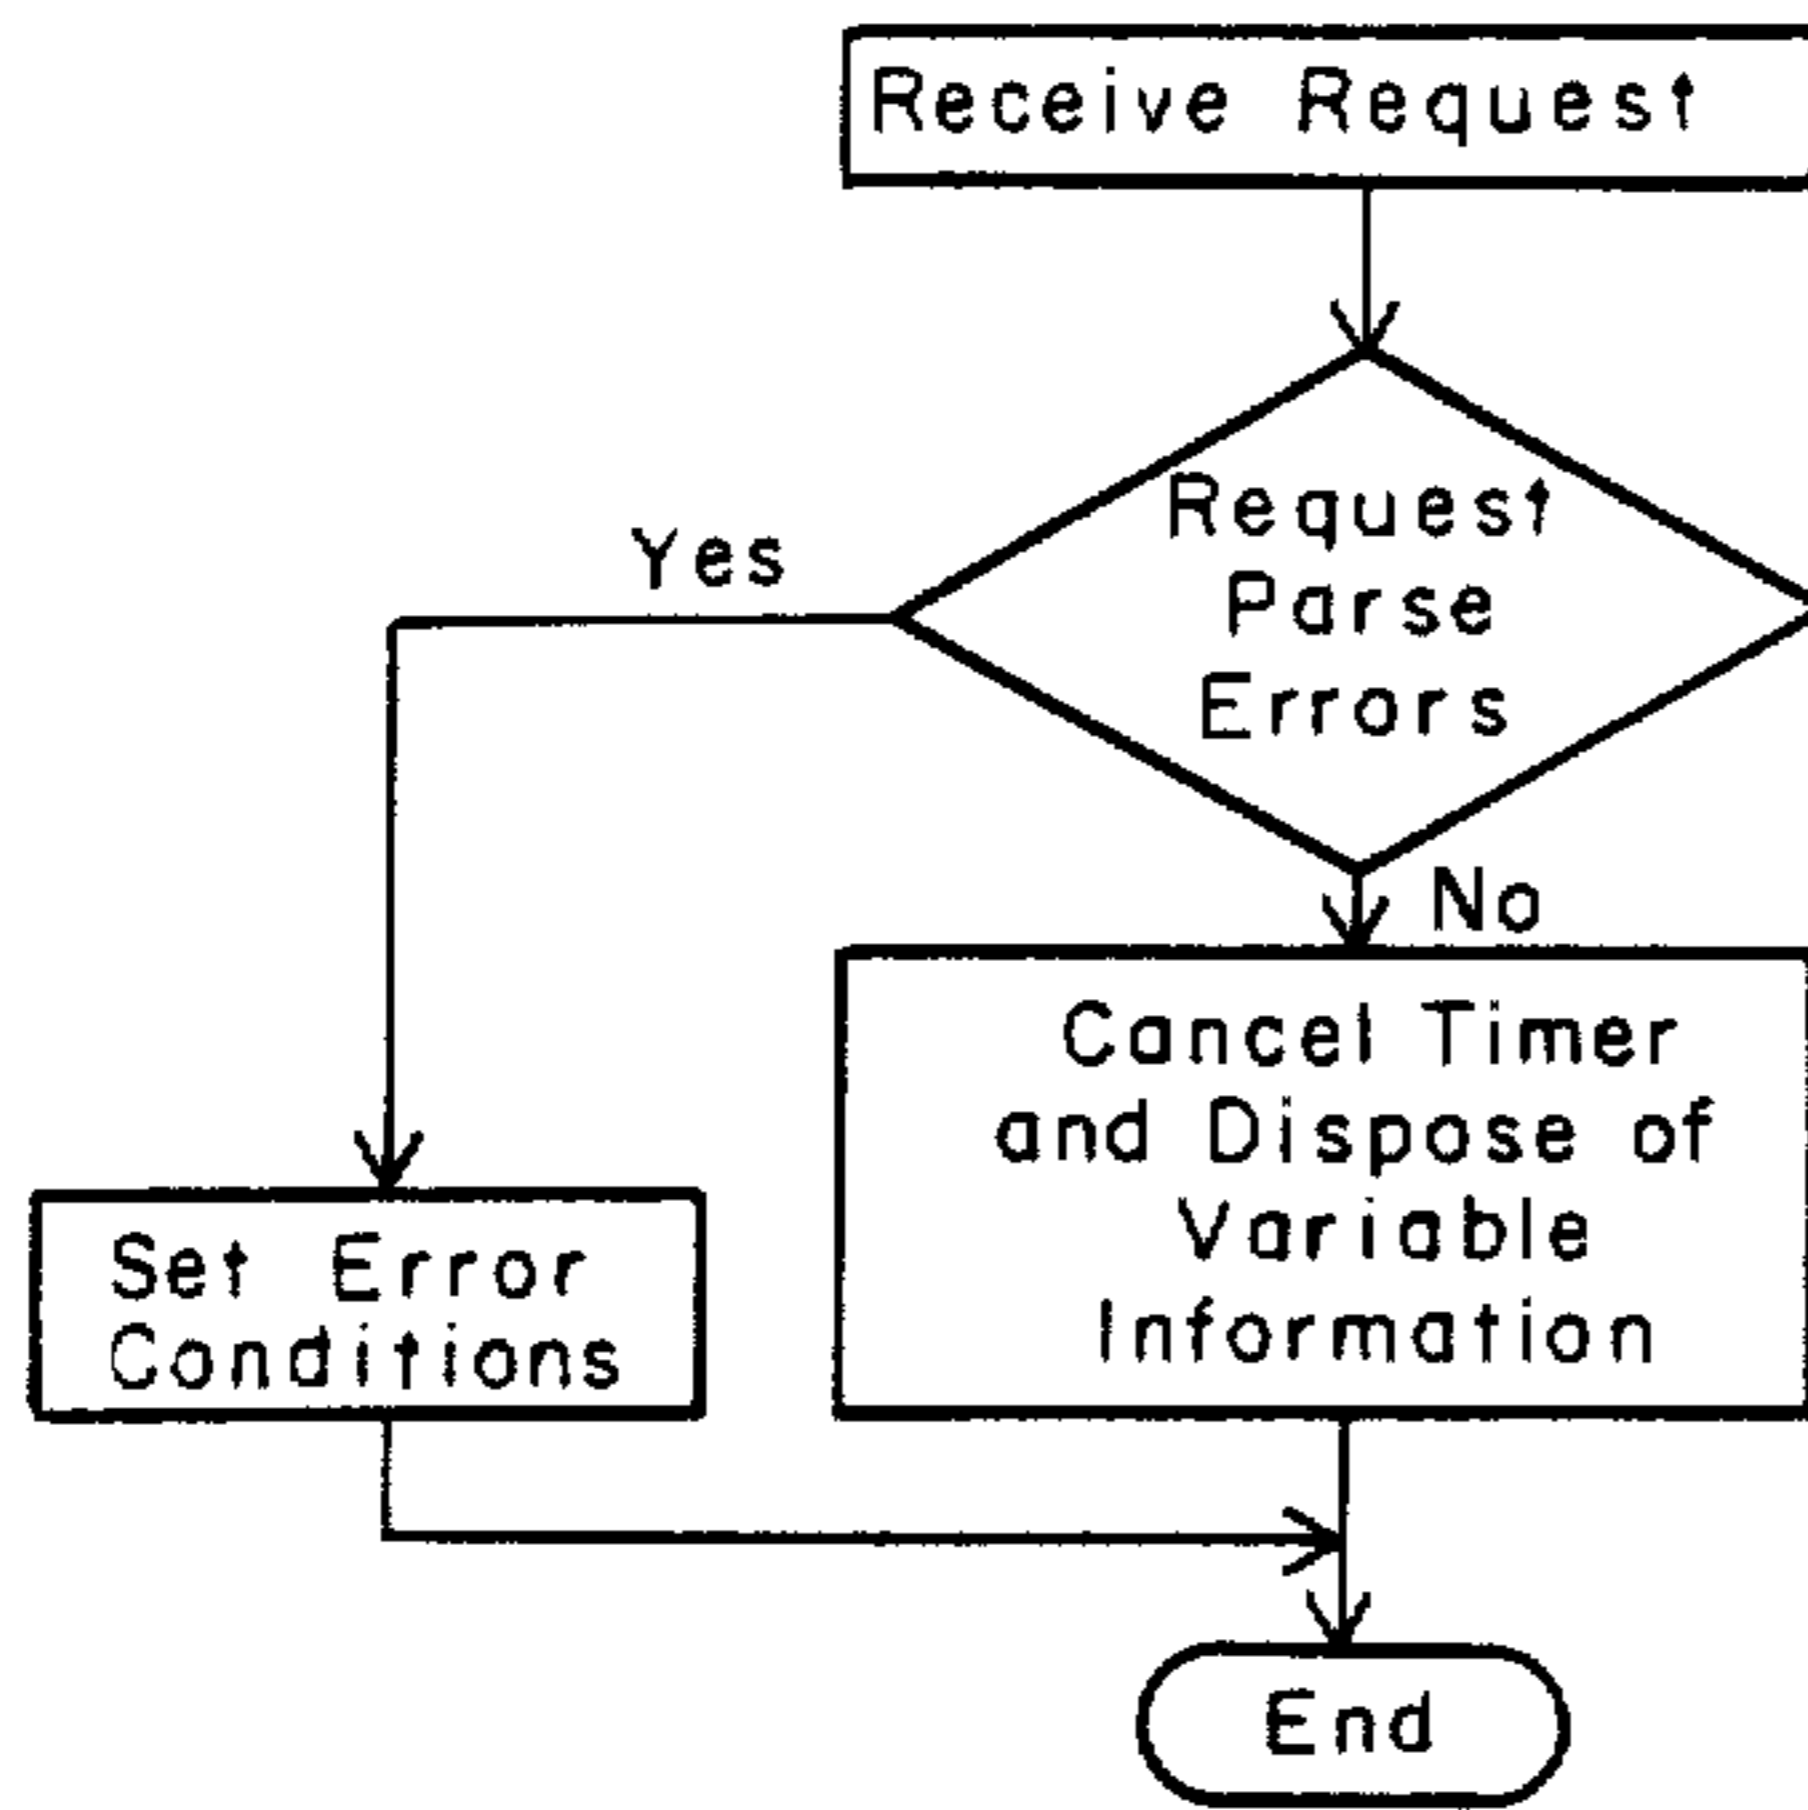 Receive Request
Request
Parse
Errors
Yes
No
Cancel Timer
and Dispose of
Variable
Information
Set Error
Conditions
End